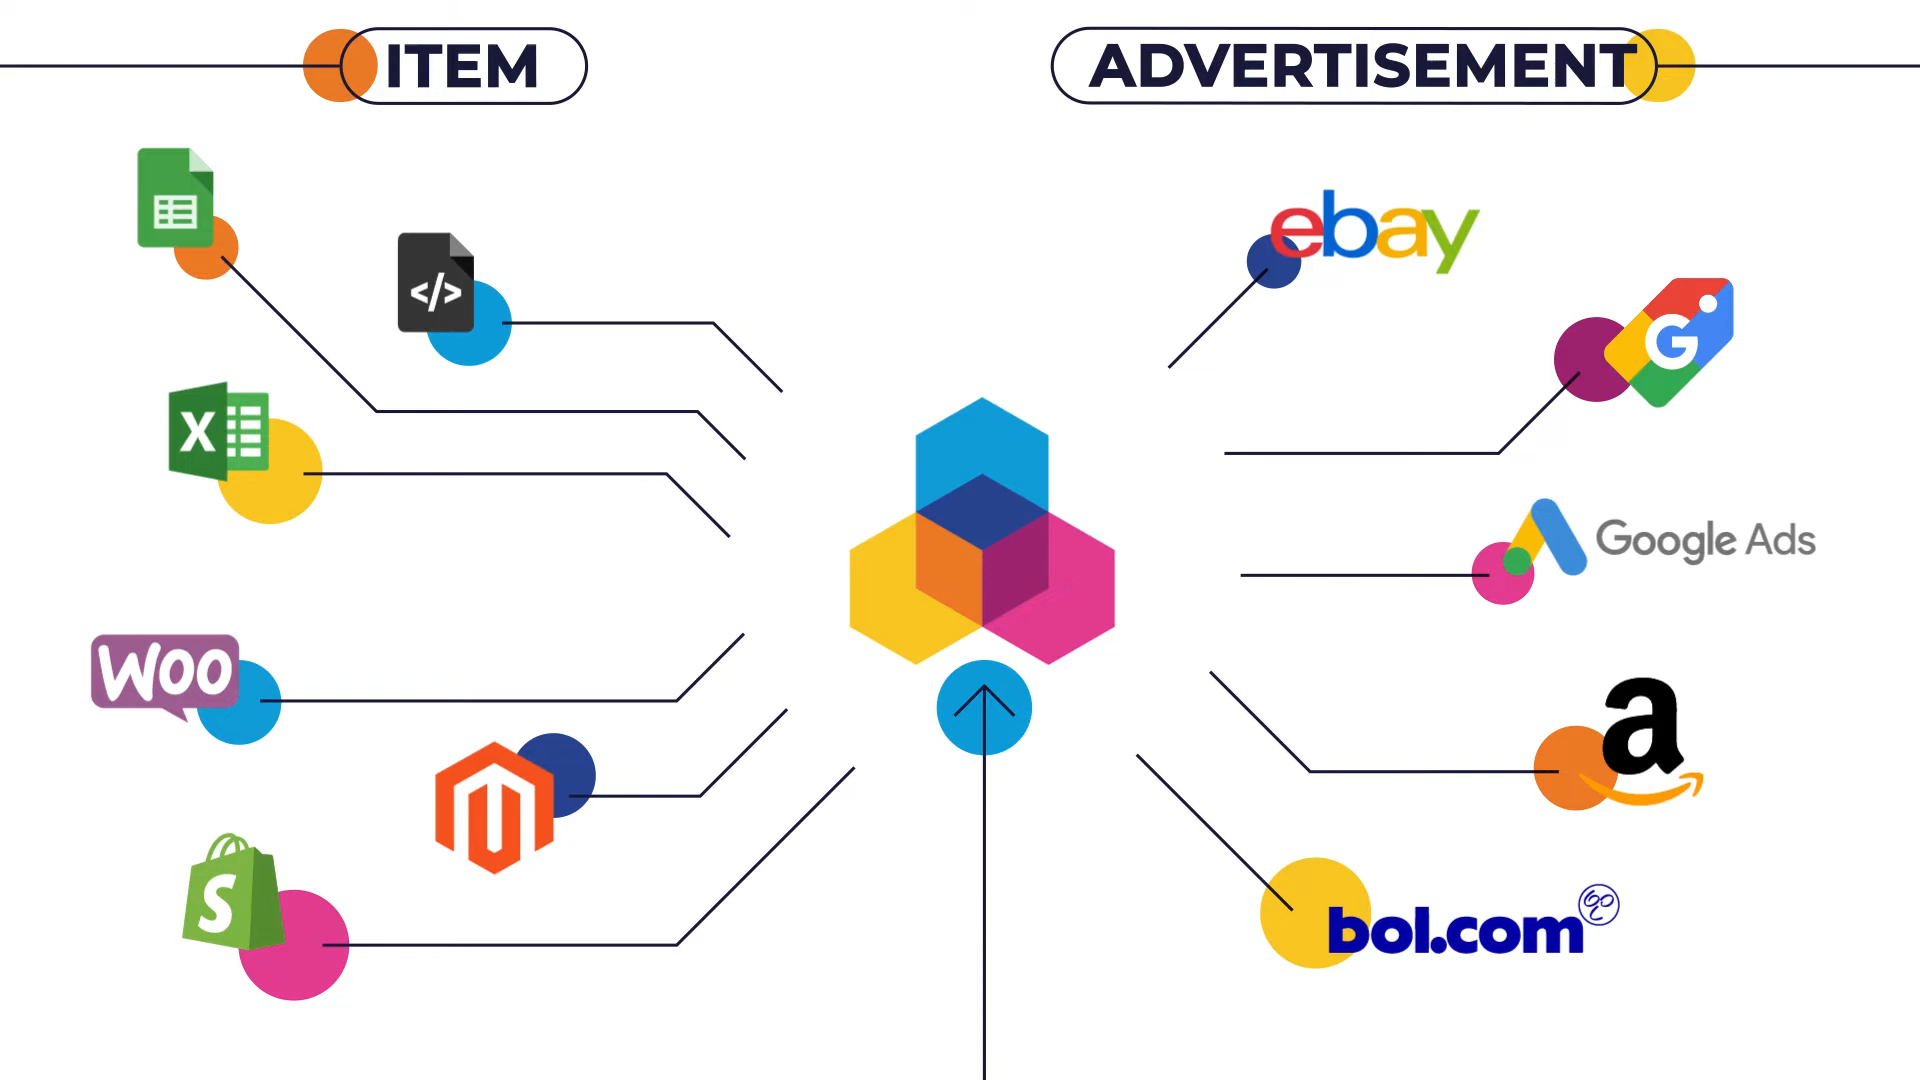 ITEM
ADVERTISEMENT
ebay
</>
G
X
Google Ads
WOO
a
S
bol.com